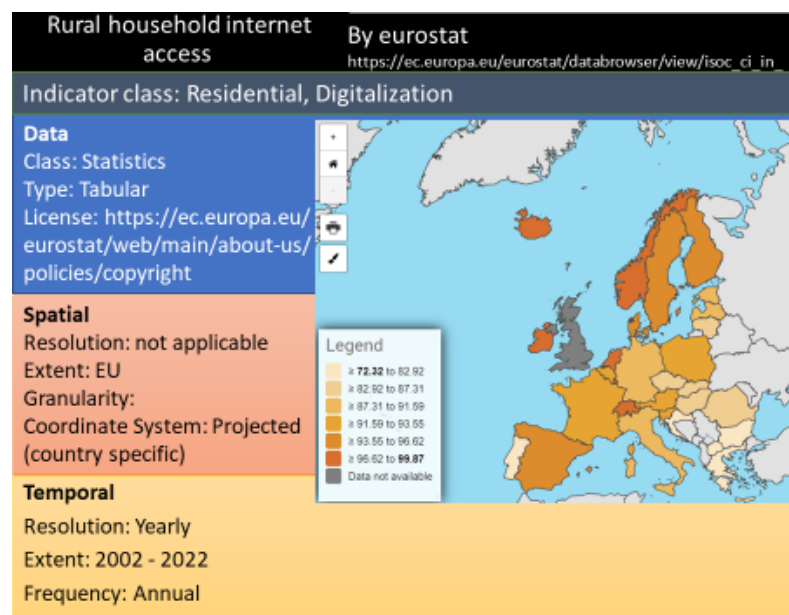 Rural household internet
access
By eurostat
https://ec.europa.eu/eurostat/databrowser/view/isoc_ci_in_
Indicator class: Residential, Digitalization
Data
Class: Statistics
Type: Tabular
License: https://ec.europa.eu/
eurostat/web/main/about-us/
policies/copyright
Spatial
Resolution: not applicable
Extent: EU
Granularity:
Coordinate System: Projected
(country specific)
Temporal
Resolution: Yearly
Extent: 2002 - 2022
Frequency: Annual
Legend
≥ 72.32 to 82.92
≥ 82.92 to 87.31
≥ 87.31 to 91.59
≥ 91.59 to 93.55
≥ 93.55 to 96.62
≥ 96.62 to 99.87
Data not available